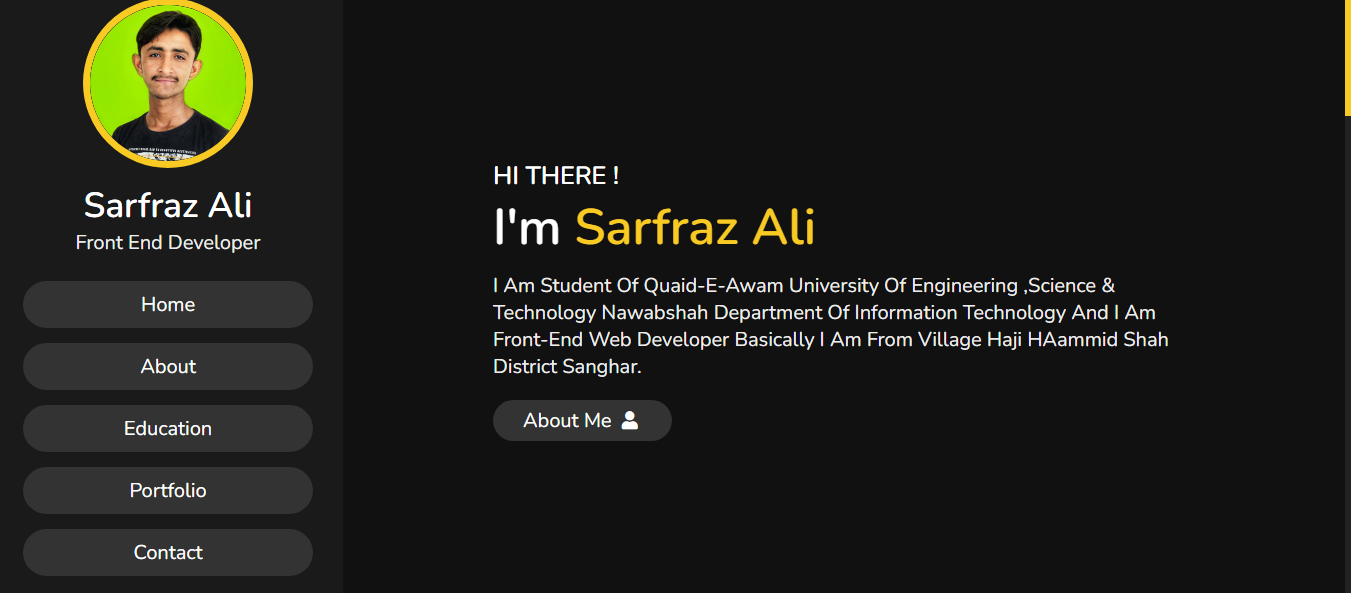 Sarfraz Ali
Front End Developer
Home
About
Education
Portfolio
Contact
HI THERE !
I'm Sarfraz Ali
I Am Student Of Quaid-E-Awam University Of Engineering ,Science &
Technology Nawabshah Department Of Information Technology And I Am
Front-End Web Developer Basically I Am From Village Haji HAammid Shah
District Sanghar.
About Me